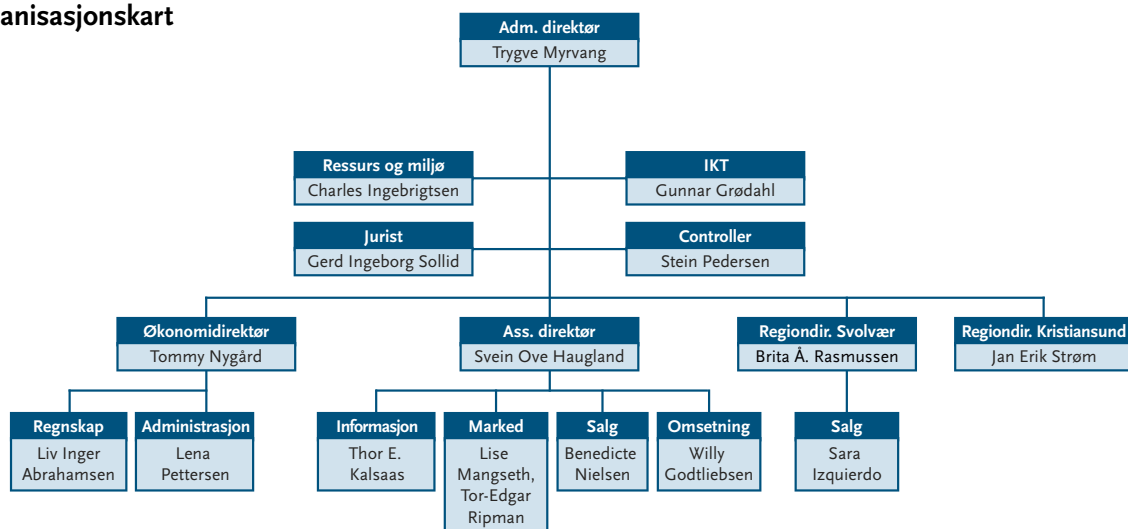 anisasjonskart
Adm. direktør
Trygve Myrvang
Ressurs og miljø
Charles Ingebrigtsen
IKT
Gunnar Grødahl
Jurist
Gerd Ingeborg Sollid
Controller
Stein Pedersen
Økonomidirektør
Tommy Nygård
Ass. direktør
Svein Ove Haugland
Regiondir. Svolvær
Brita Å. Rasmussen
Regiondir. Kristiansund
Jan Erik Strøm
Regnskap
Liv Inger
Abrahamsen
Administrasjon
Lena
Pettersen
Informasjon
Thor E.
Kalsaas
Marked
Lise
Mangseth,
Tor-Edgar
Ripman
Salg
Benedicte
Nielsen
Omsetning
Willy
Godtliebsen
Salg
Sara
Izquierdo